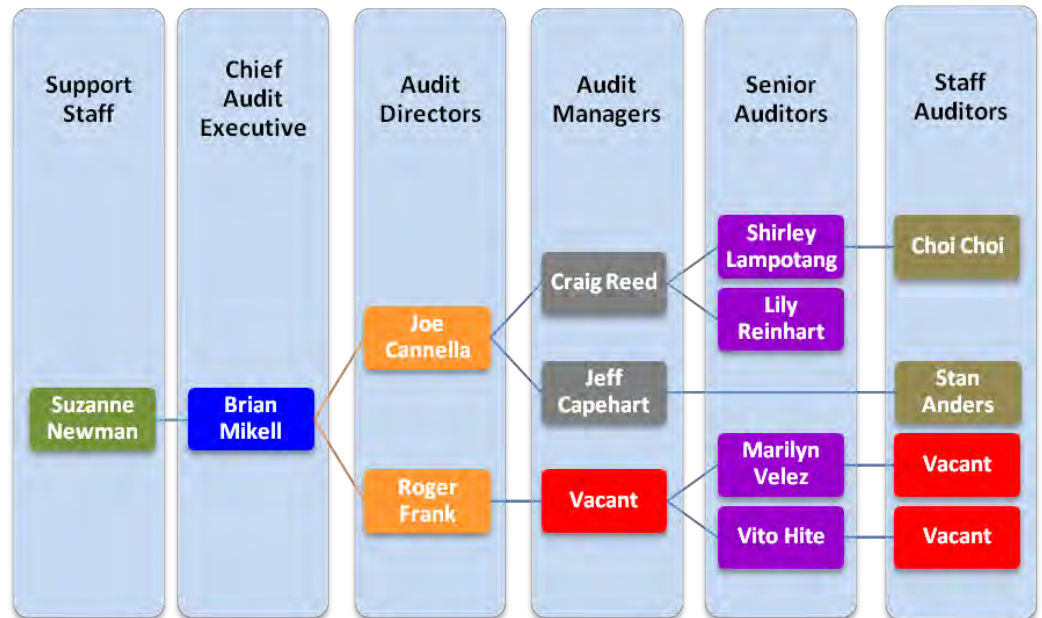 Support
Staff
Chief
Audit
Executive
Audit
Directors
Audit
Managers
Senior
Auditors
Staff
Auditors
Suzanne
Newman
Brian
Mikell
Joe
Cannella
Roger
Frank
Craig Reed
Jeff
Capehart
Vacant
Shirley
Lampotang
Lily
Reinhart
Marilyn
Velez
Vito Hite
Choi Choi
Stan
Anders
Vacant
Vacant